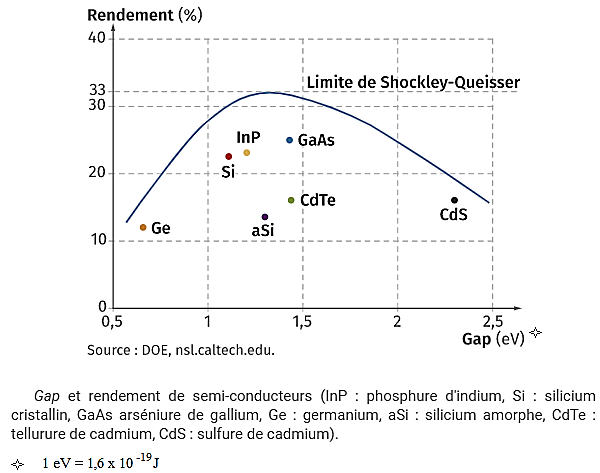 Rendement (%)
40
Limite de Shockley-Queisser
33
30
InP
GaAs
Si
20
CdTe
CdS
aSi
Ge
10
0
0,5 1 1,5 2 2,5
Gap (eV) ✧
Source : DOE, nsl.caltech.edu.
Gap et rendement de semi-conducteurs (InP : phosphure d'indium, Si : silicium
cristallin, GaAs arséniure de gallium, Ge : germanium, aSi : silicium amorphe, CdTe :
tellurure de cadmium, CdS : sulfure de cadmium).
✧ 1 eV = 1,6 x 10⁻¹⁹ J